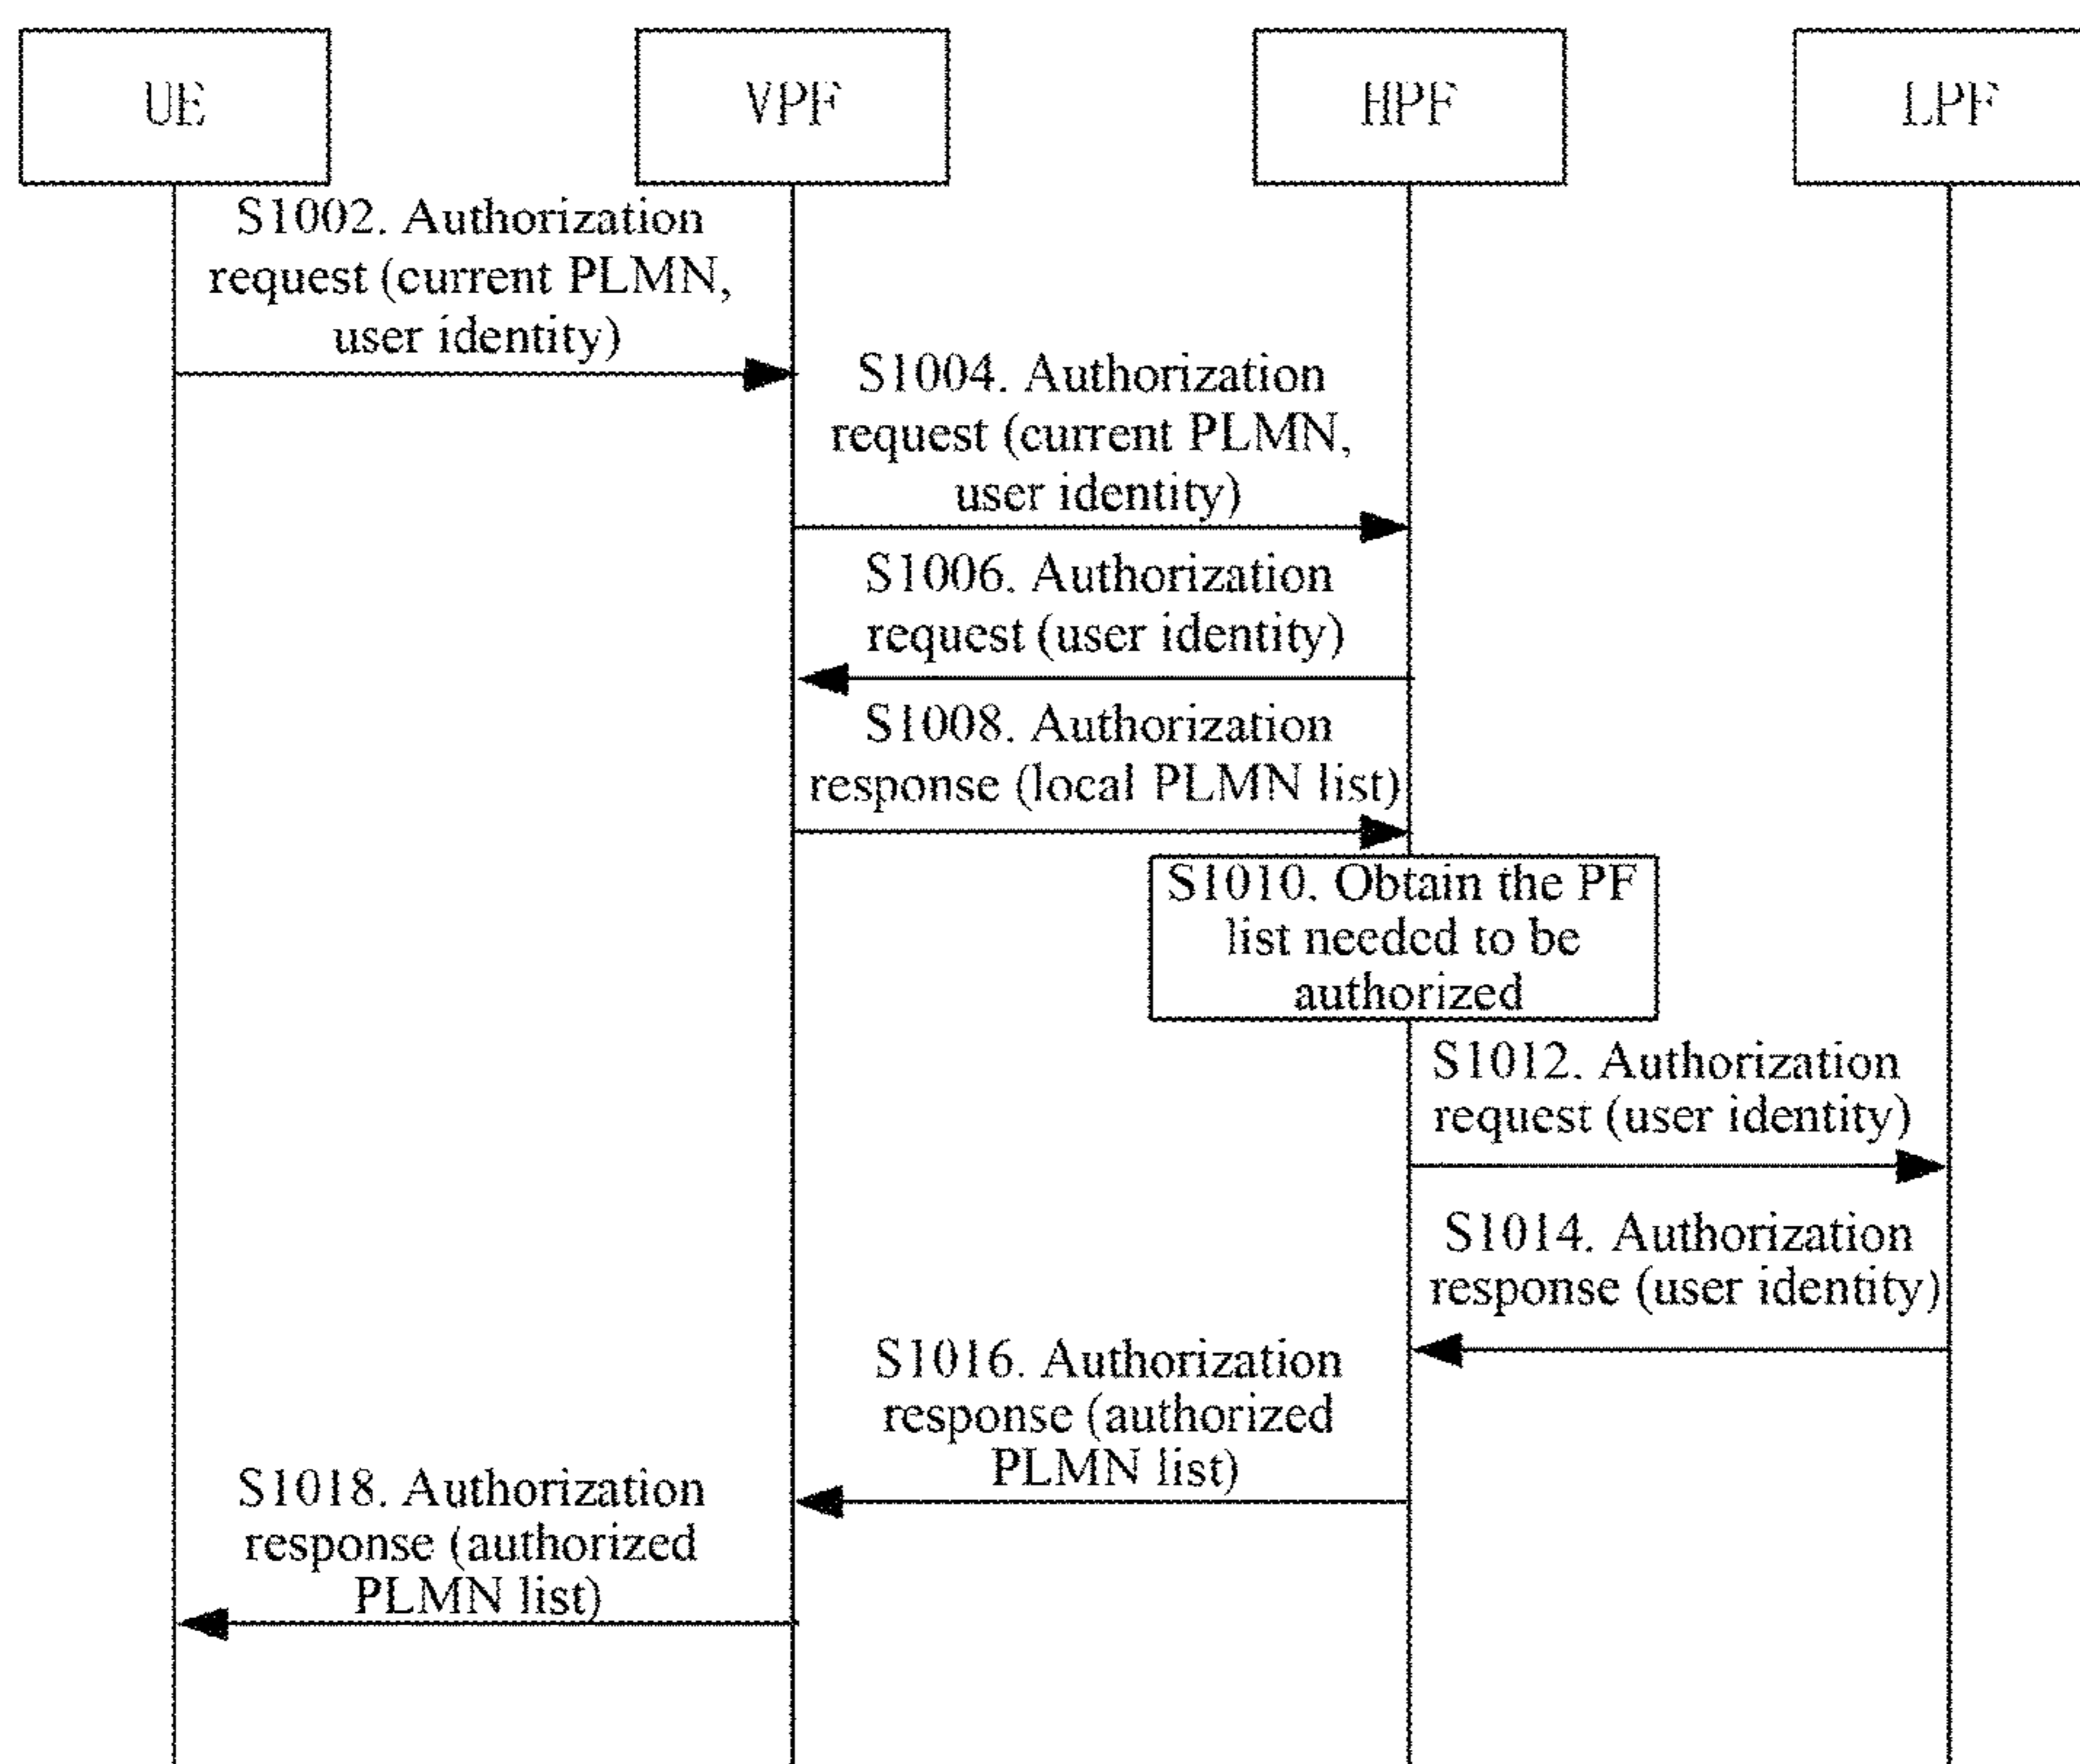 UE
VPF
HPF
LPF
S1002. Authorization
request (current PLMN,
user identity)
S1004. Authorization
request (current PLMN,
user identity)
S1006. Authorization
request (user identity)
S1008. Authorization
response (local PLMN list)
S1010. Obtain the PF
list needed to be
authorized
S1012. Authorization
request (user identity)
S1014. Authorization
response (user identity)
S1016. Authorization
response (authorized
PLMN list)
S1018. Authorization
response (authorized
PLMN list)